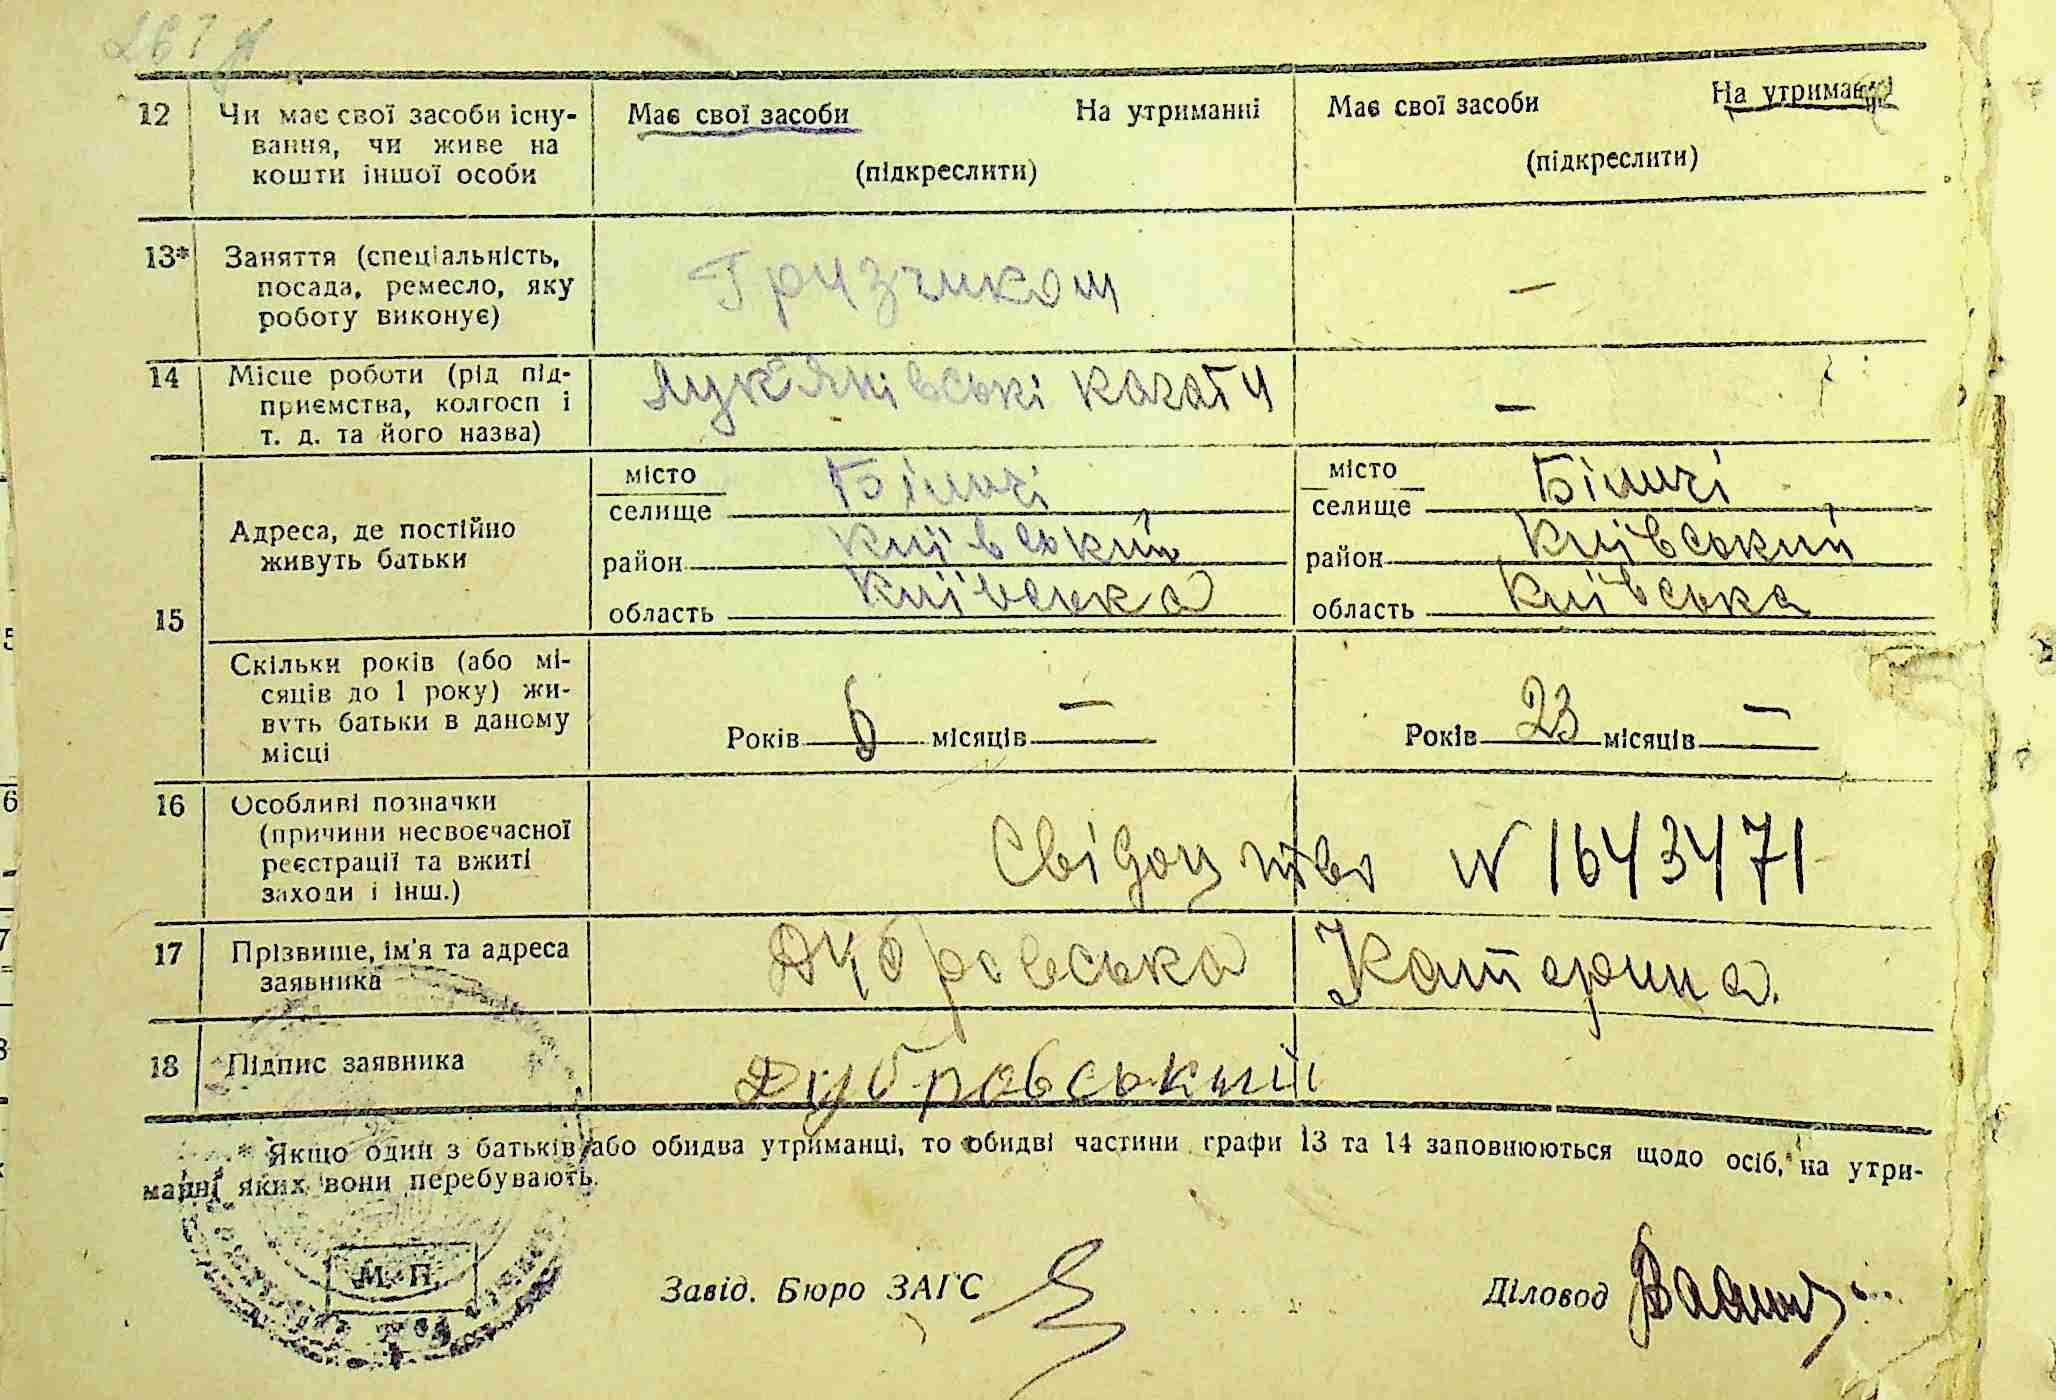 267
12 Чи має свої засоби існу- Має свої засоби На утриманні Має свої засоби На утриманні
вання, чи живе на
кошти іншої особи (підкреслити) (підкреслити)
13* Заняття (спеціальність,
посада, ремесло, яку Грузчиком —
роботу виконує)
14 Місце роботи (рід під-
приємства, колгосп і Лук'янівські кагати —
т. д. та його назва)
місто Біличі місто Біличі
селище селище
Адреса, де постійно
живуть батьки район Київський район Київський
15 область Київська область Київська
Скільки років (або мі-
сяців до 1 року) жи-
вуть батьки в даному Років 6 місяців — Років 23 місяців —
місці
16 Особливі позначки
(причини несвоєчасної
реєстрації та вжиті Свідоцтво N 1643471
заходи і інш.)
17 Прізвище, ім'я та адреса Дубровська Катерина.
заявника
18 Підпис заявника Дубровський
* Якщо один з батьків або обидва утриманці, то обидві частини графи 13 та 14 заповнюються щодо осіб, на утри-
манні яких вони перебувають.
М. П.
Завід. Бюро ЗАГС Діловод